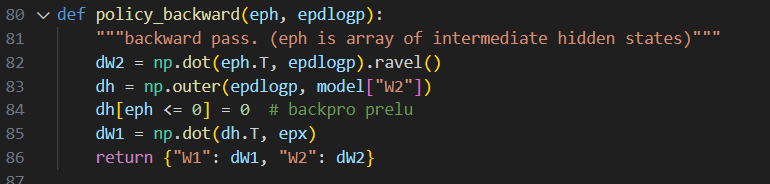 80 def policy_backward(eph, epdlogp):
81 """backward pass. (eph is array of intermediate hidden states)"""
82 dW2 = np.dot(eph.T, epdlogp).ravel()
83 dh = np.outer(epdlogp, model["W2"])
84 dh[eph <= 0] = 0  # backpro prelu
85 dW1 = np.dot(dh.T, epx)
86 return {"W1": dW1, "W2": dW2}
87